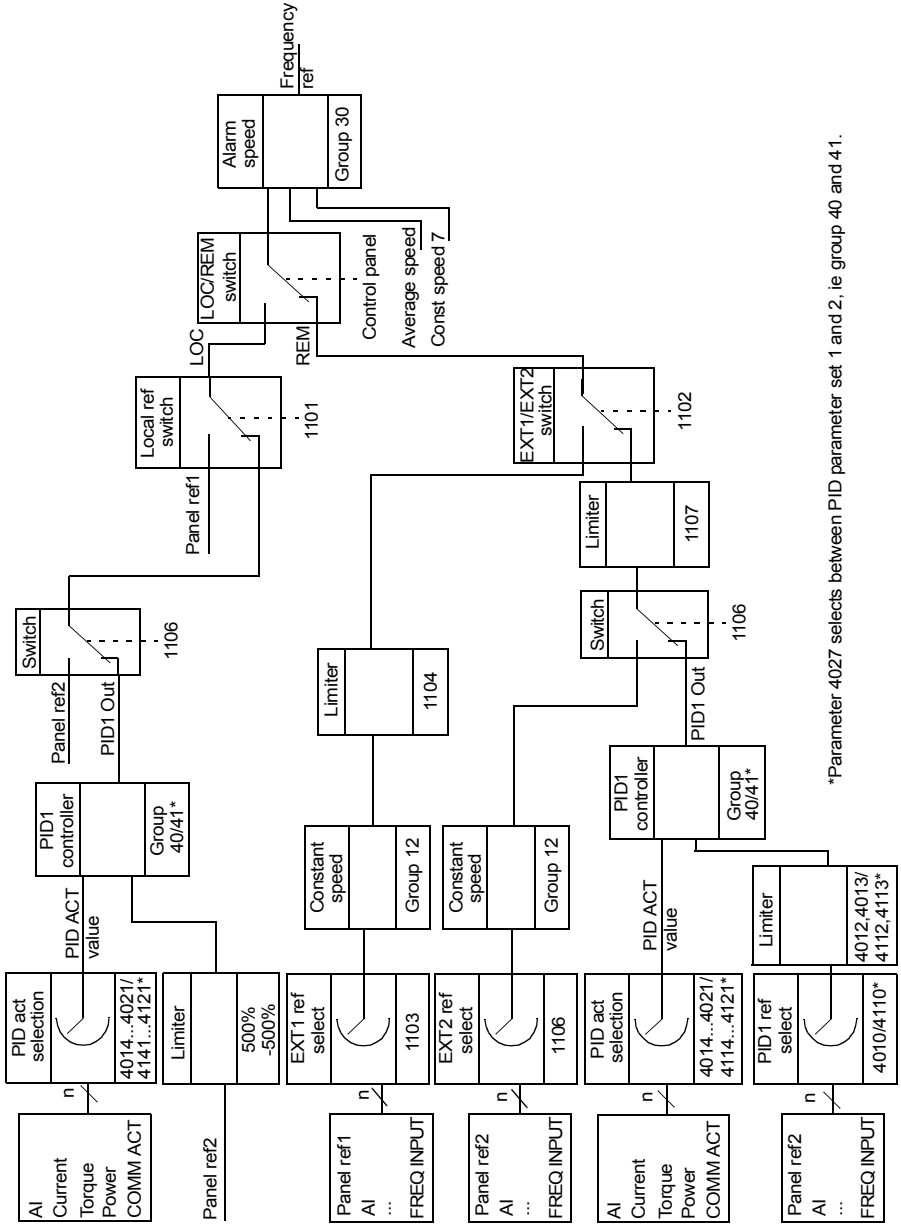 AI
Current
Torque
Power
COMM ACT
n
PID act
selection
4014...4021/
4141...4121*
PID ACT
value
PID1
controller
Group
40/41*
Panel ref2
PID1 Out
Switch
1106
Panel ref2
Limiter
500%
-500%
Panel ref1
Local ref
switch
1101
LOC
REM
LOC/REM
switch
Control panel
Average speed
Const speed 7
Alarm
speed
Group 30
Frequency
ref
Panel ref1
AI
...
FREQ INPUT
n
EXT1 ref
select
1103
Constant
speed
Group 12
Limiter
1104
Panel ref2
AI
...
FREQ INPUT
n
EXT2 ref
select
1106
Constant
speed
Group 12
EXT1/EXT2
switch
1102
Limiter
1107
Switch
1106
AI
Current
Torque
Power
COMM ACT
n
PID act
selection
4014...4021/
4114...4121*
PID ACT
value
PID1
controller
Group
40/41*
PID1 Out
Panel ref2
AI
...
FREQ INPUT
n
PID1 ref
select
4010/4110*
Limiter
4012,4013/
4112,4113*
*Parameter 4027 selects between PID parameter set 1 and 2, ie group 40 and 41.